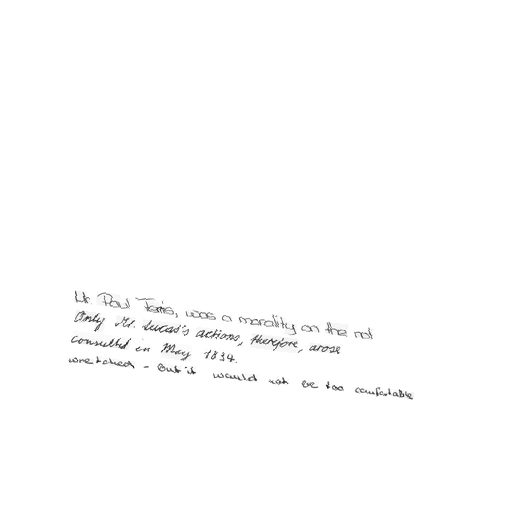 Mr. Paul Ferris, was a morality on the not
Only Mr. Lucas's actions, therefore, arose
consulted in May 1834.
wretched - But it would not be too comfortable